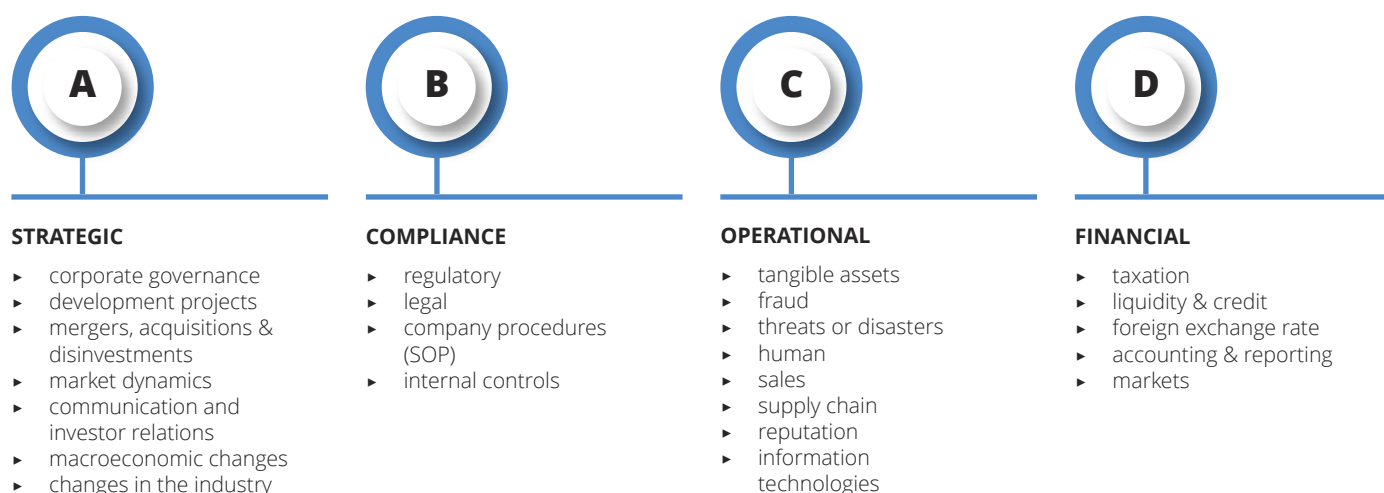 A
STRATEGIC
► corporate governance
► development projects
► mergers, acquisitions &
disinvestments
► market dynamics
► communication and
investor relations
► macroeconomic changes
► changes in the industry
B
COMPLIANCE
► regulatory
► legal
► company procedures
(SOP)
► internal controls
C
OPERATIONAL
► tangible assets
► fraud
► threats or disasters
► human
► sales
► supply chain
► reputation
► information
technologies
D
FINANCIAL
► taxation
► liquidity & credit
► foreign exchange rate
► accounting & reporting
► markets